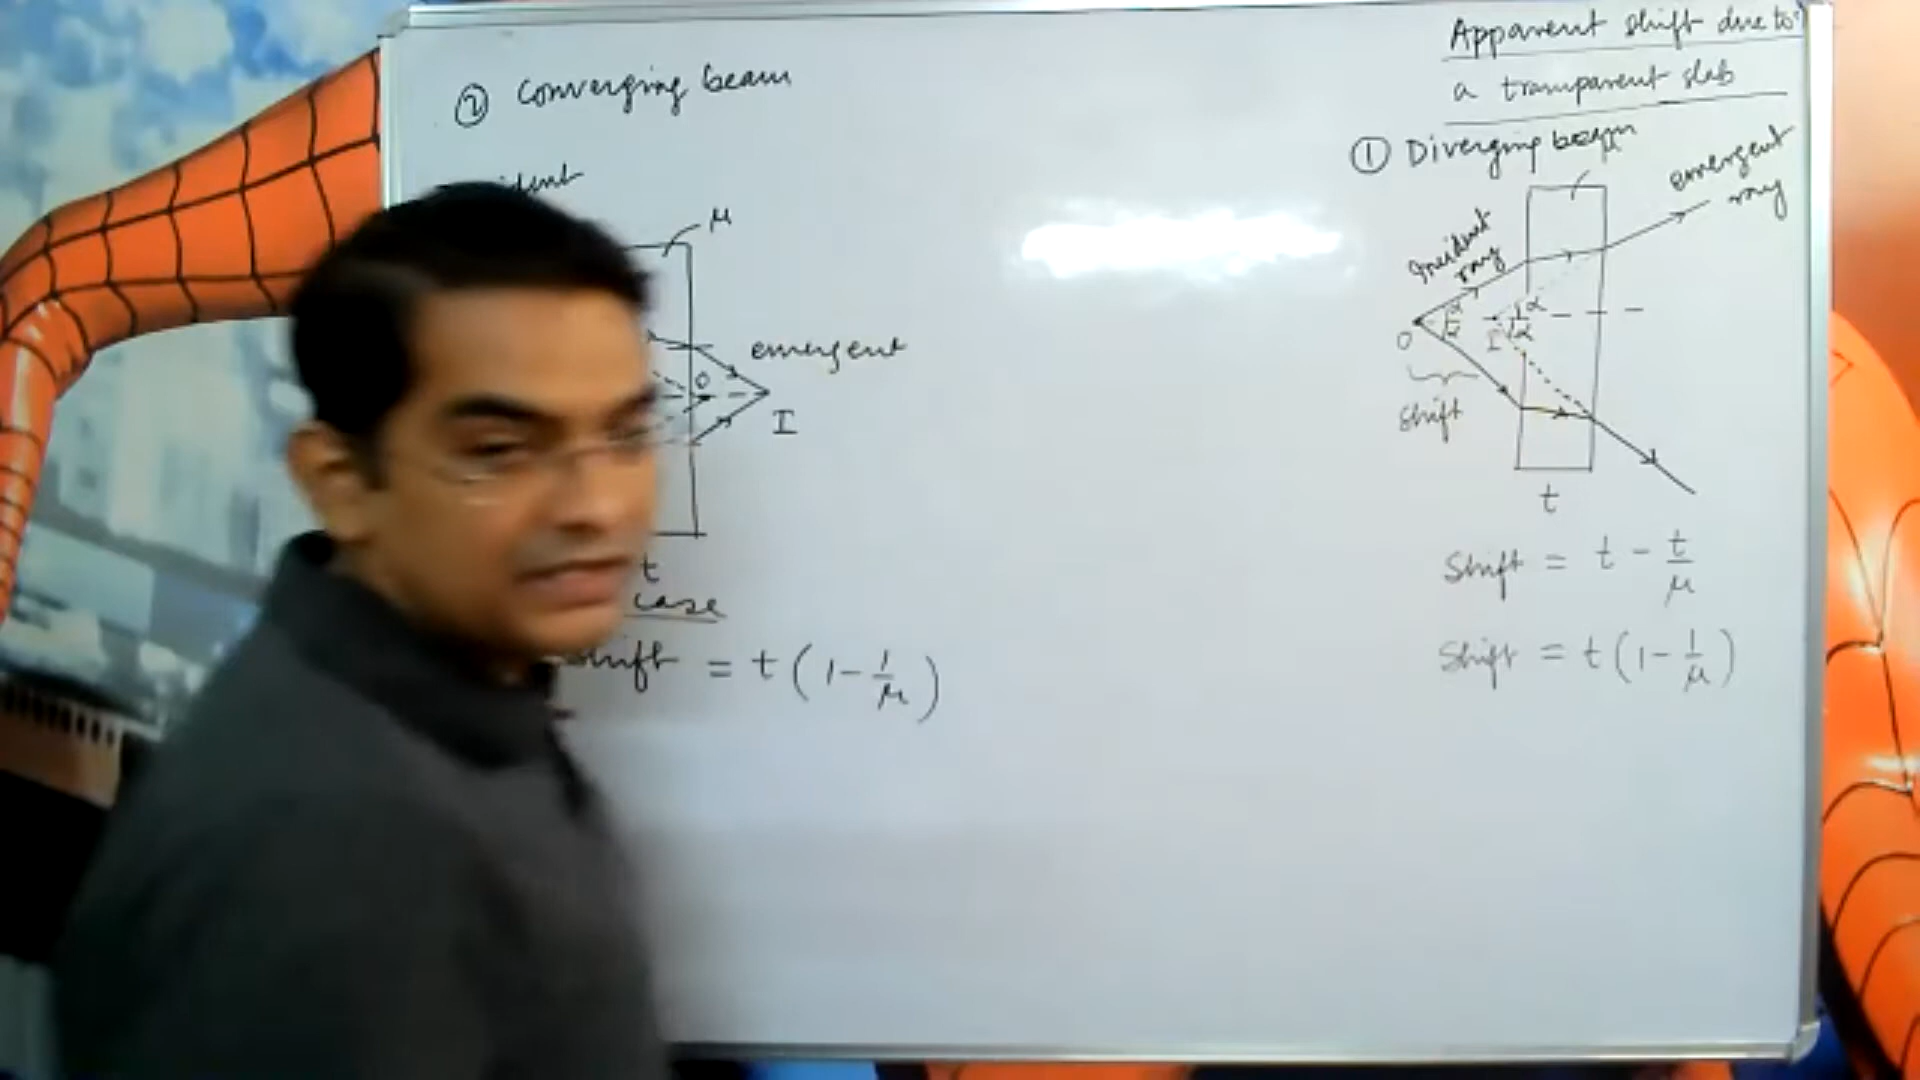 Apparent shift due to
a transparent slab
① Diverging beam
μ
emergent
ray
Incident
ray
α
α
α
O
I
shift
t
Shift = t - t/μ
Shift = t (1 - 1/μ)
② Converging beam
μ
emergent
O
I
t
case
shift = t (1 - 1/μ)